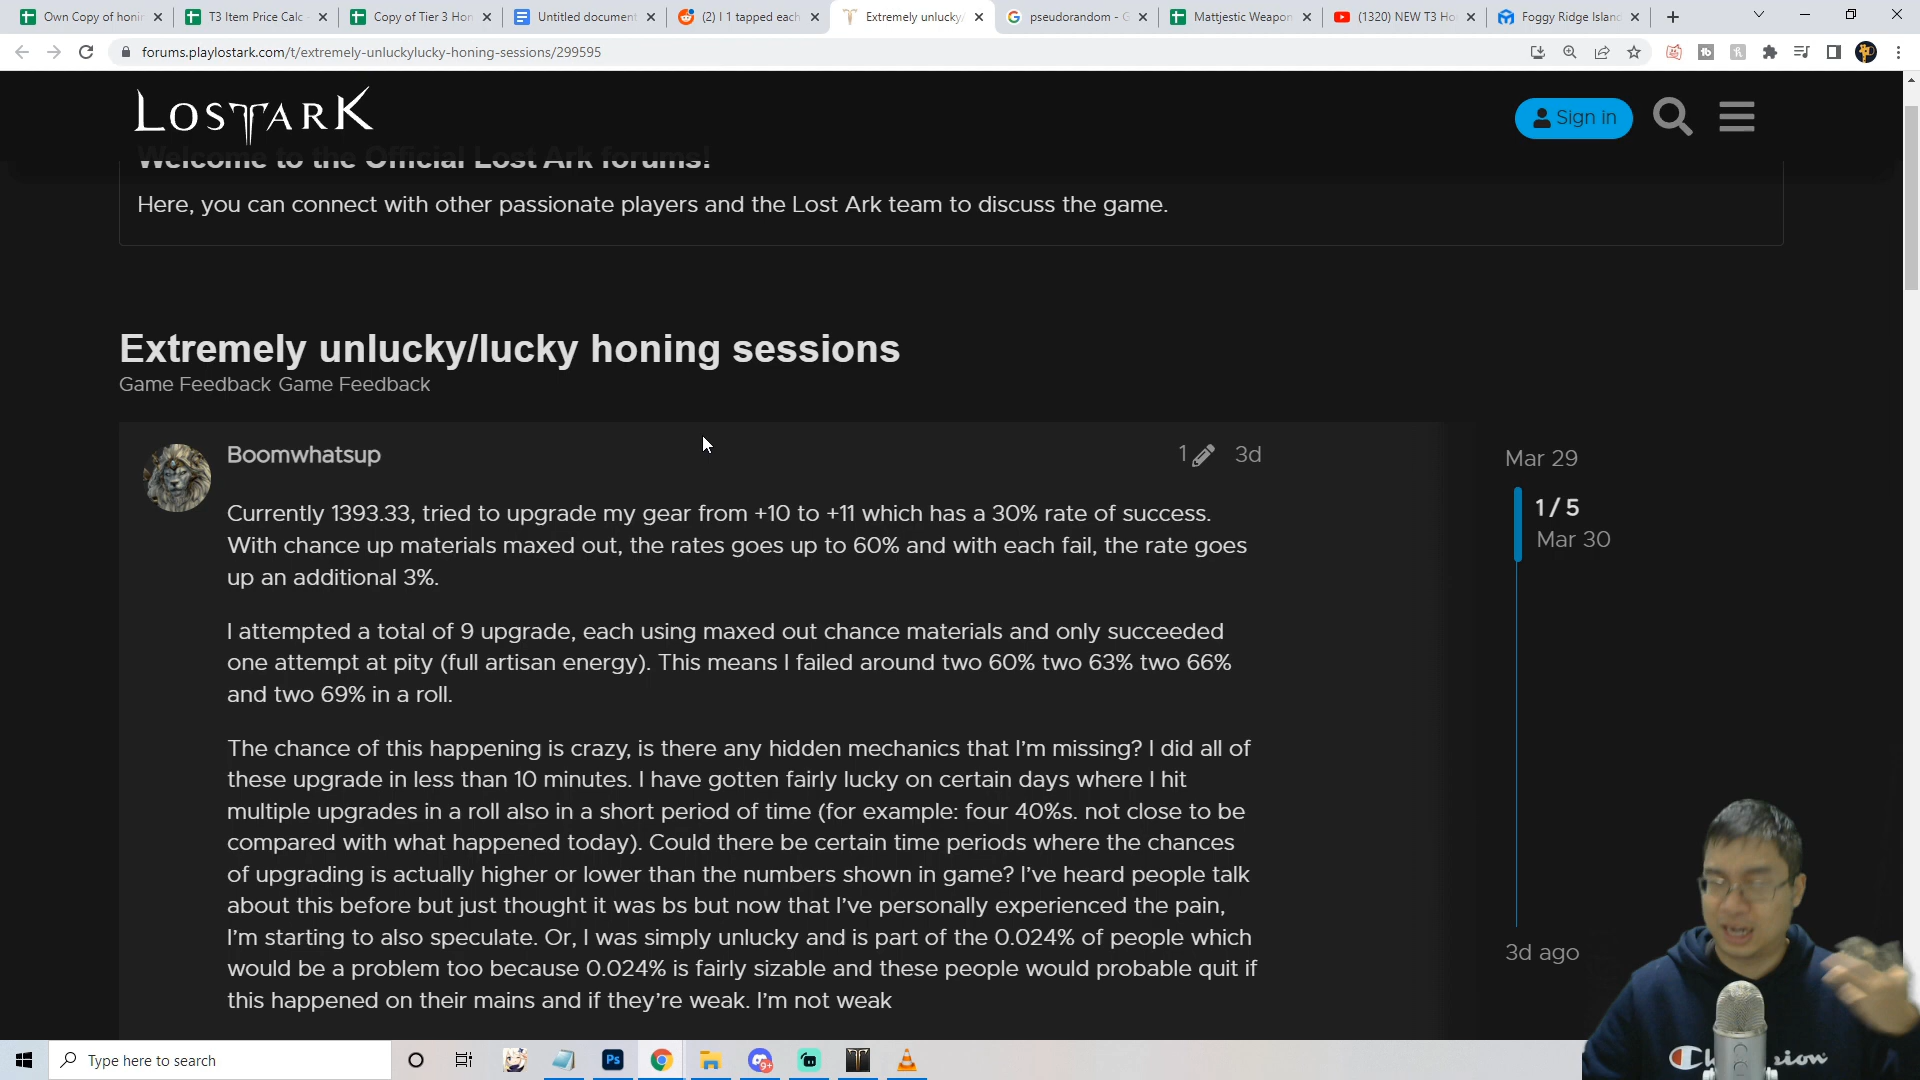 Own Copy of honin
T3 Item Price Calc
Copy of Tier 3 Hon
Untitled document
(2) I 1 tapped each
Extremely unlucky/
pseudorandom - G
Mattjestic Weapon
(1320) NEW T3 Ho
Foggy Ridge Island
forums.playlostark.com/t/extremely-unluckylucky-honing-sessions/299595
LOST ARK
Sign in
Welcome to the Official Lost Ark forums!
Here, you can connect with other passionate players and the Lost Ark team to discuss the game.
Extremely unlucky/lucky honing sessions
Game Feedback Game Feedback
Boomwhatsup
1
3d
Currently 1393.33, tried to upgrade my gear from +10 to +11 which has a 30% rate of success.
With chance up materials maxed out, the rates goes up to 60% and with each fail, the rate goes
up an additional 3%.
I attempted a total of 9 upgrade, each using maxed out chance materials and only succeeded
one attempt at pity (full artisan energy). This means I failed around two 60% two 63% two 66%
and two 69% in a roll.
The chance of this happening is crazy, is there any hidden mechanics that I'm missing? I did all of
these upgrade in less than 10 minutes. I have gotten fairly lucky on certain days where I hit
multiple upgrades in a roll also in a short period of time (for example: four 40%s. not close to be
compared with what happened today). Could there be certain time periods where the chances
of upgrading is actually higher or lower than the numbers shown in game? I've heard people talk
about this before but just thought it was bs but now that I've personally experienced the pain,
I'm starting to also speculate. Or, I was simply unlucky and is part of the 0.024% of people which
would be a problem too because 0.024% is fairly sizable and these people would probable quit if
this happened on their mains and if they're weak. I'm not weak
Mar 29
1 / 5
Mar 30
3d ago
Type here to search
Ps
9+